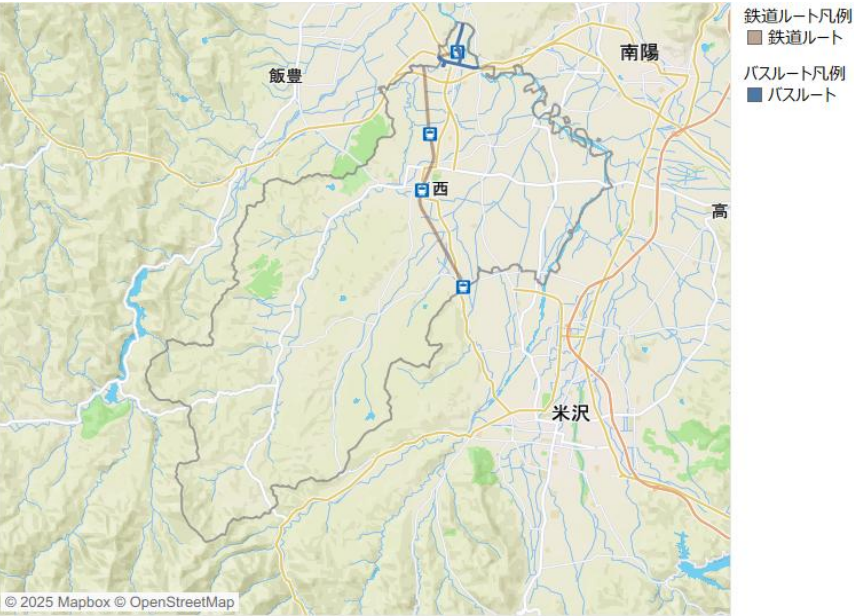 鉄道ルート凡例
鉄道ルート
バスルート凡例
バスルート
南陽
飯豊
西
高
米沢
© 2025 Mapbox © OpenStreetMap